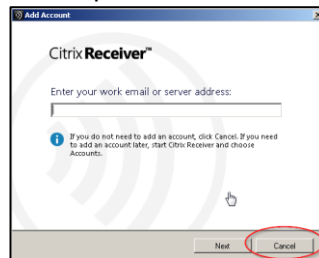 Add Account
Citrix Receiver™
Enter your work email or server address:
If you do not need to add an account, click Cancel. If you need
to add an account later, start Citrix Receiver and choose
Accounts.
Next Cancel